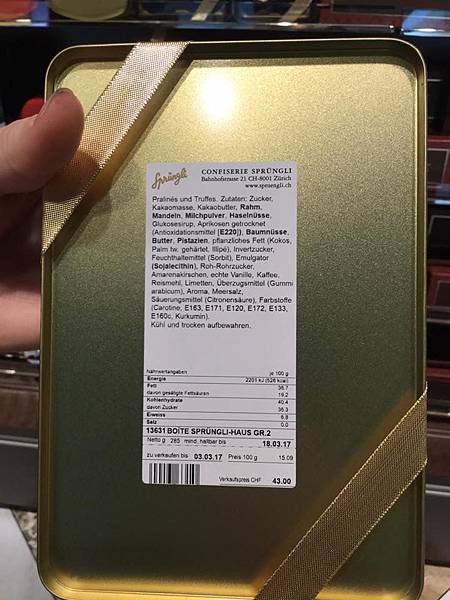 Sprüngli
CONFISERIE SPRÜNGLI
Bahnhofstrasse 21 CH-8001 Zürich
www.spruengli.ch
Pralinés und Truffes. Zutaten: Zucker,
Kakaomasse, Kakaobutter, Rahm,
Mandeln, Milchpulver, Haselnüsse,
Glukosesirup, Aprikosen getrocknet
(Antioxidationsmittel [E220]), Baumnüsse,
Butter, Pistazien, pflanzliches Fett (Kokos,
Palm tw. gehärtet, Illipé), Invertzucker,
Feuchthaltemittel (Sorbit), Emulgator
(Sojalecithin), Roh-Rohrzucker,
Amarenakirschen, echte Vanille, Kaffee,
Reismehl, Limetten, Überzugsmittel (Gummi
arabicum), Aroma, Meersalz,
Säuerungsmittel (Citronensäure), Farbstoffe
(Carotine, E163, E171, E120, E172, E133,
E160c, Kurkumin).
Kühl und trocken aufbewahren.
Nährwertangaben je 100 g
Energie 2201 kJ (526 kcal)
Fett 36.7
davon gesättigte Fettsäuren 19.2
Kohlenhydrate 40.4
davon Zucker 36.3
Eiweiss 6.8
Salz 0.0
13631 BOÎTE SPRÜNGLI-HAUS GR.2
Netto g 285 mind. haltbar bis 18.03.17
zu verkaufen bis 03.03.17 Preis 100 g 15.09
Verkaufspreis CHF 43.00